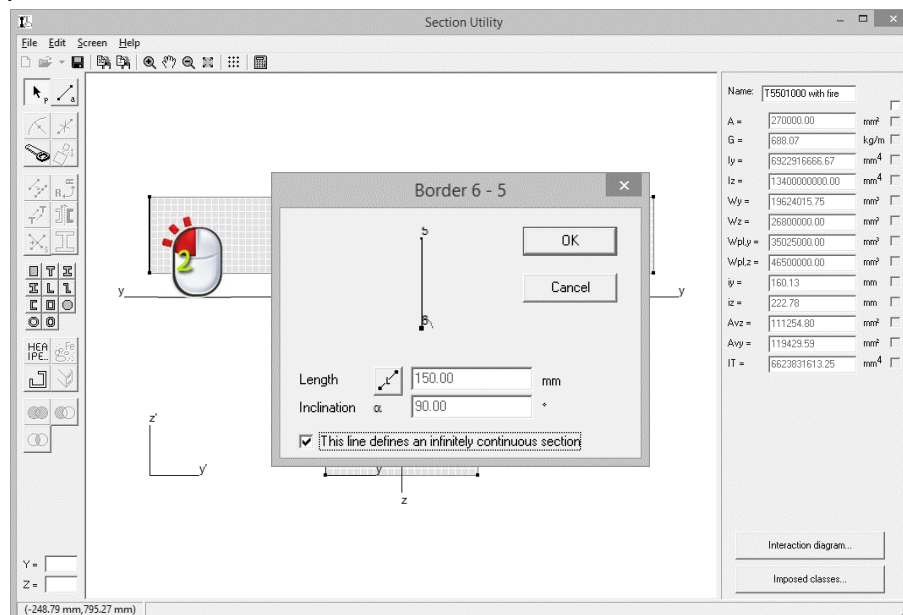 Section Utility
File Edit Screen Help
P
a
R
T
S
HEA
IPE..
Fe
2
y
y
z'
y'
y
z
Y =
Z =
(-248.79 mm,795.27 mm)
Border 6 - 5
5
6
OK
Cancel
Length 150.00 mm
Inclination α 90.00 °
This line defines an infinitely continuous section
Name: T5501000 with fire
A = 270000.00 mm²
G = 688.07 kg/m
Iy = 6922916666.67 mm4
Iz = 13400000000.00 mm4
Wy = 19624015.75 mm³
Wz = 26800000.00 mm³
Wpl,y = 35025000.00 mm³
Wpl,z = 46500000.00 mm³
iy = 160.13 mm
iz = 222.78 mm
Avz = 111254.80 mm²
Avy = 119429.59 mm²
IT = 6623831613.25 mm4
Interaction diagram...
Imposed classes...